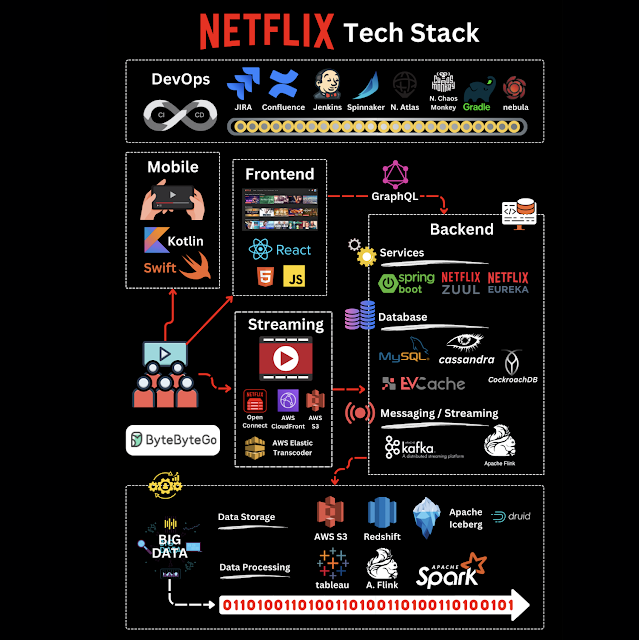 NETFLIX Tech Stack
DevOps
CI CD
JIRA
Confluence
Jenkins
Spinnaker
N. Atlas
N. Chaos
Monkey
Gradle
nebula
Mobile
Kotlin
Swift
Frontend
React
HTML
5
JS
GraphQL
Backend
Services
spring
boot
NETFLIX
ZUUL
NETFLIX
EUREKA
Database
MySQL
cassandra
EVCache
CockroachDB
Messaging / Streaming
kafka
A distributed streaming platform
Apache Flink
Streaming
NETFLIX
Open
Connect
AWS
CloudFront
AWS
S3
AWS Elastic
Transcoder
ByteByteGo
BIG
DATA
Data Storage
AWS S3
Redshift
Apache
Iceberg
druid
Data Processing
tableau
A. Flink
APACHE
Spark
0110100110100110100110100110100101